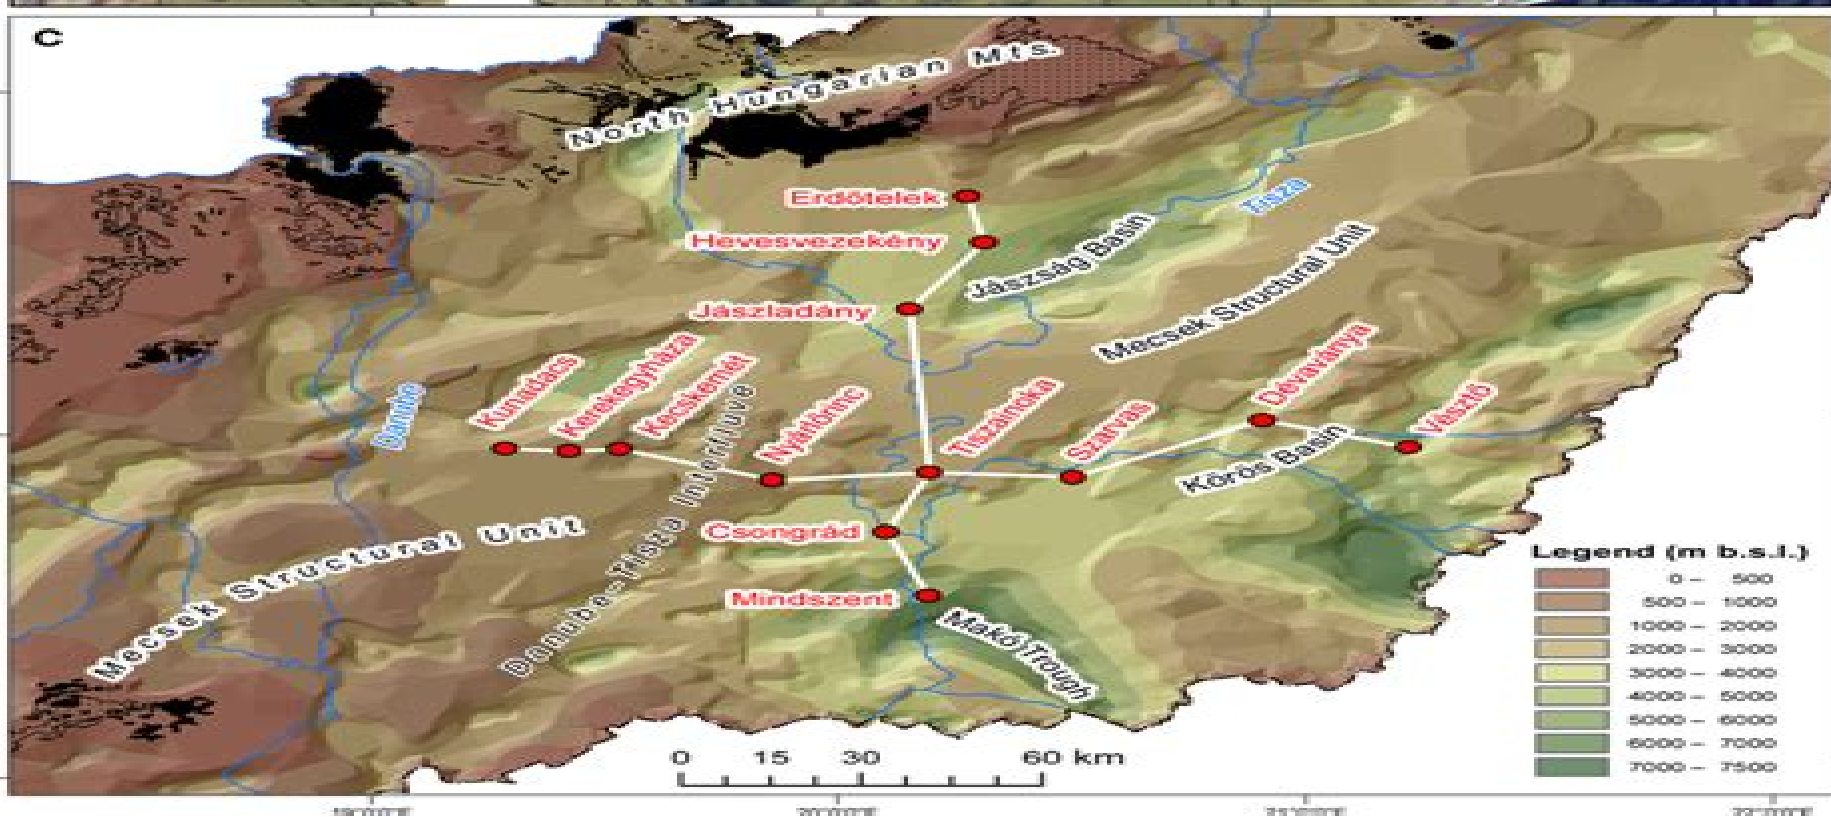 C
North Hungarian Mts.
Erdőtelek
Hevesvezekény
Jászság Basin
Tisza
Jászladány
Mecsek Structural Unit
Kunadacs
Kerekegyháza
Kecskemét
Danube
Nyárlőrinc
Tiszainoka
Szarvas
Dévaványa
Vésztő
Körös Basin
Danube-Tisza Interfluve
Csongrád
Mecsek Structural Unit
Mindszent
Makó Trough
Legend (m b.s.l.)
0 – 500
500 – 1000
1000 – 2000
2000 – 3000
3000 – 4000
4000 – 5000
5000 – 6000
6000 – 7000
7000 – 7500
0 15 30 60 km